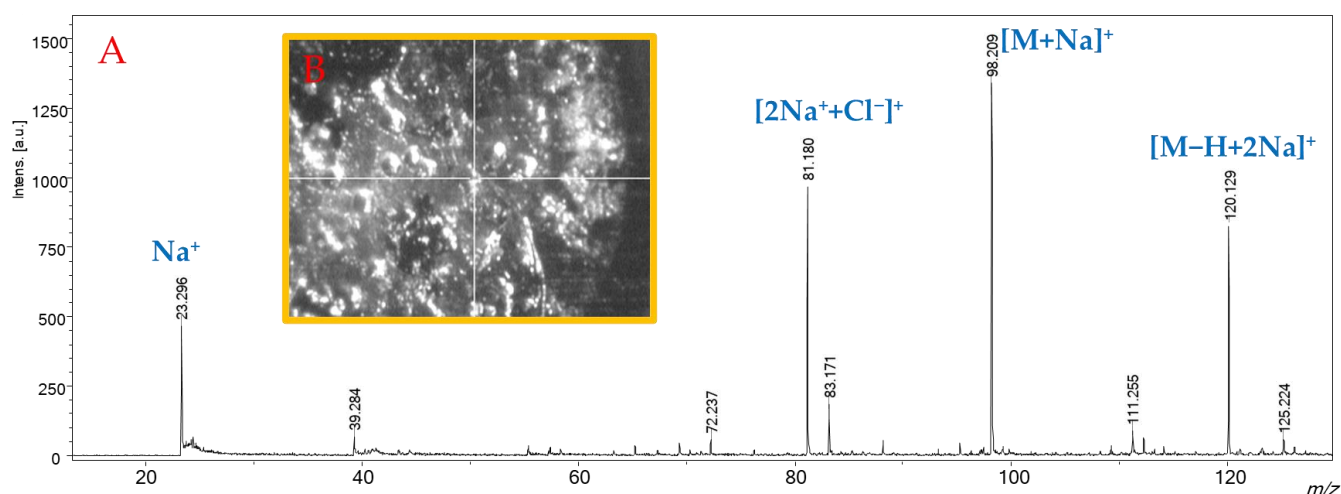 A
B
Intens. [a.u.]
1500
1250
1000
750
500
250
0
Na⁺
23.296
39.284
72.237
[2Na⁺+Cl⁻]⁺
81.180
83.171
[M+Na]⁺
98.209
111.255
[M−H+2Na]⁺
120.129
125.224
20
40
60
80
100
120
m/z